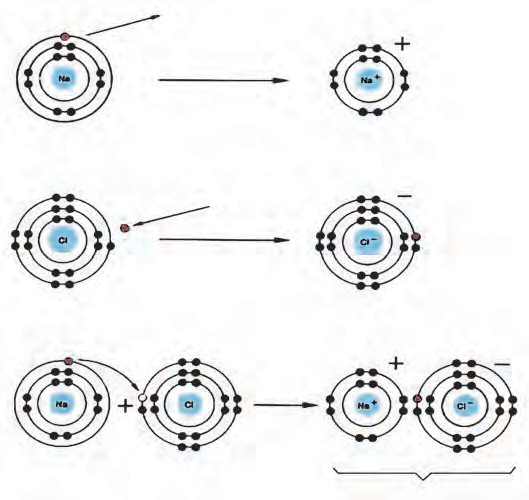 Na → Na⁺ +
Cl → Cl⁻ −
Na + Cl → Na⁺ + Cl⁻ −